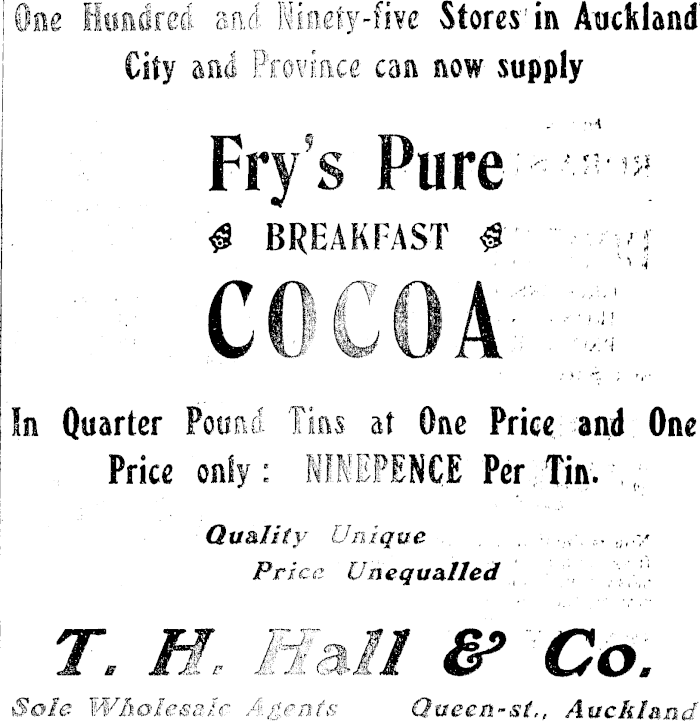 One Hundred and Ninety-five Stores in Auckland
City and Province can now supply
Fry's Pure
BREAKFAST
COCOA
In Quarter Pound Tins at One Price and One
Price only: NINEPENCE Per Tin.
Quality Unique
Price Unequalled
T. H. Hall & Co.
Sole Wholesale Agents Queen-st., Auckland